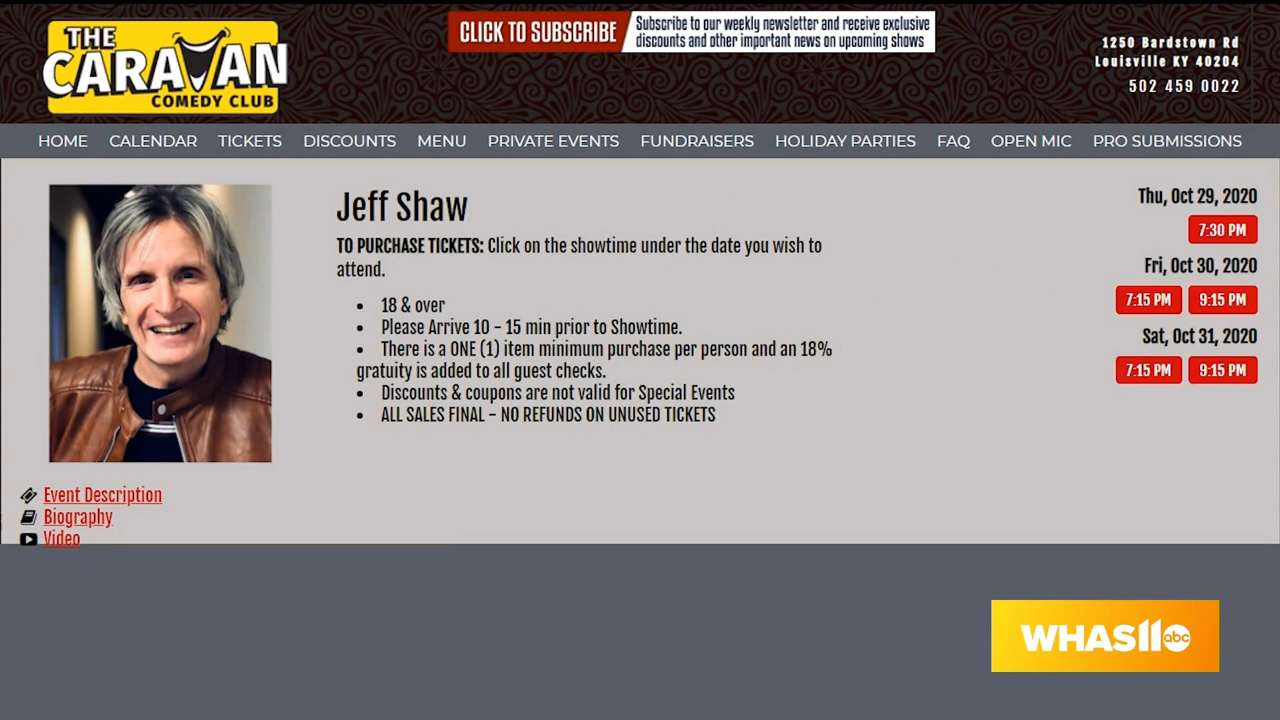 THE
CARAVAN
COMEDY CLUB
CLICK TO SUBSCRIBE
Subscribe to our weekly newsletter and receive exclusive
discounts and other important news on upcoming shows
1250 Bardstown Rd
Louisville KY 40204
502 459 0022
HOME CALENDAR TICKETS DISCOUNTS MENU PRIVATE EVENTS FUNDRAISERS HOLIDAY PARTIES FAQ OPEN MIC PRO SUBMISSIONS
Jeff Shaw
TO PURCHASE TICKETS: Click on the showtime under the date you wish to
attend.
• 18 & over
• Please Arrive 10 - 15 min prior to Showtime.
• There is a ONE (1) item minimum purchase per person and an 18%
gratuity is added to all guest checks.
• Discounts & coupons are not valid for Special Events
• ALL SALES FINAL - NO REFUNDS ON UNUSED TICKETS
Thu, Oct 29, 2020
7:30 PM
Fri, Oct 30, 2020
7:15 PM 9:15 PM
Sat, Oct 31, 2020
7:15 PM 9:15 PM
Event Description
Biography
Video
WHAS11 abc